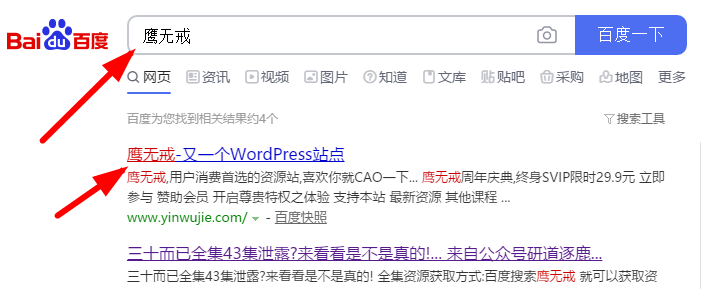 Bai du 百度 鹰无戒 百度一下
网页 资讯 视频 图片 知道 文库 贴吧 采购 地图 更多
百度为您找到相关结果约4个 搜索工具
鹰无戒-又一个WordPress站点
鹰无戒,用户消费首选的资源站,喜欢你就CAO一下... 鹰无戒周年庆典,终身SVIP限时29.9元 立即
参与 赞助会员 开启尊贵特权之体验 支持本站 最新资源 其他课程 ...
www.yinwujie.com/ - 百度快照
三十而已全集43集泄露?来看看是不是真的!... 来自公众号研道逐鹿...
三十而已全集43集泄露?来看看是不是真的! 全集资源获取方式:百度搜索鹰无戒 就可以获取资